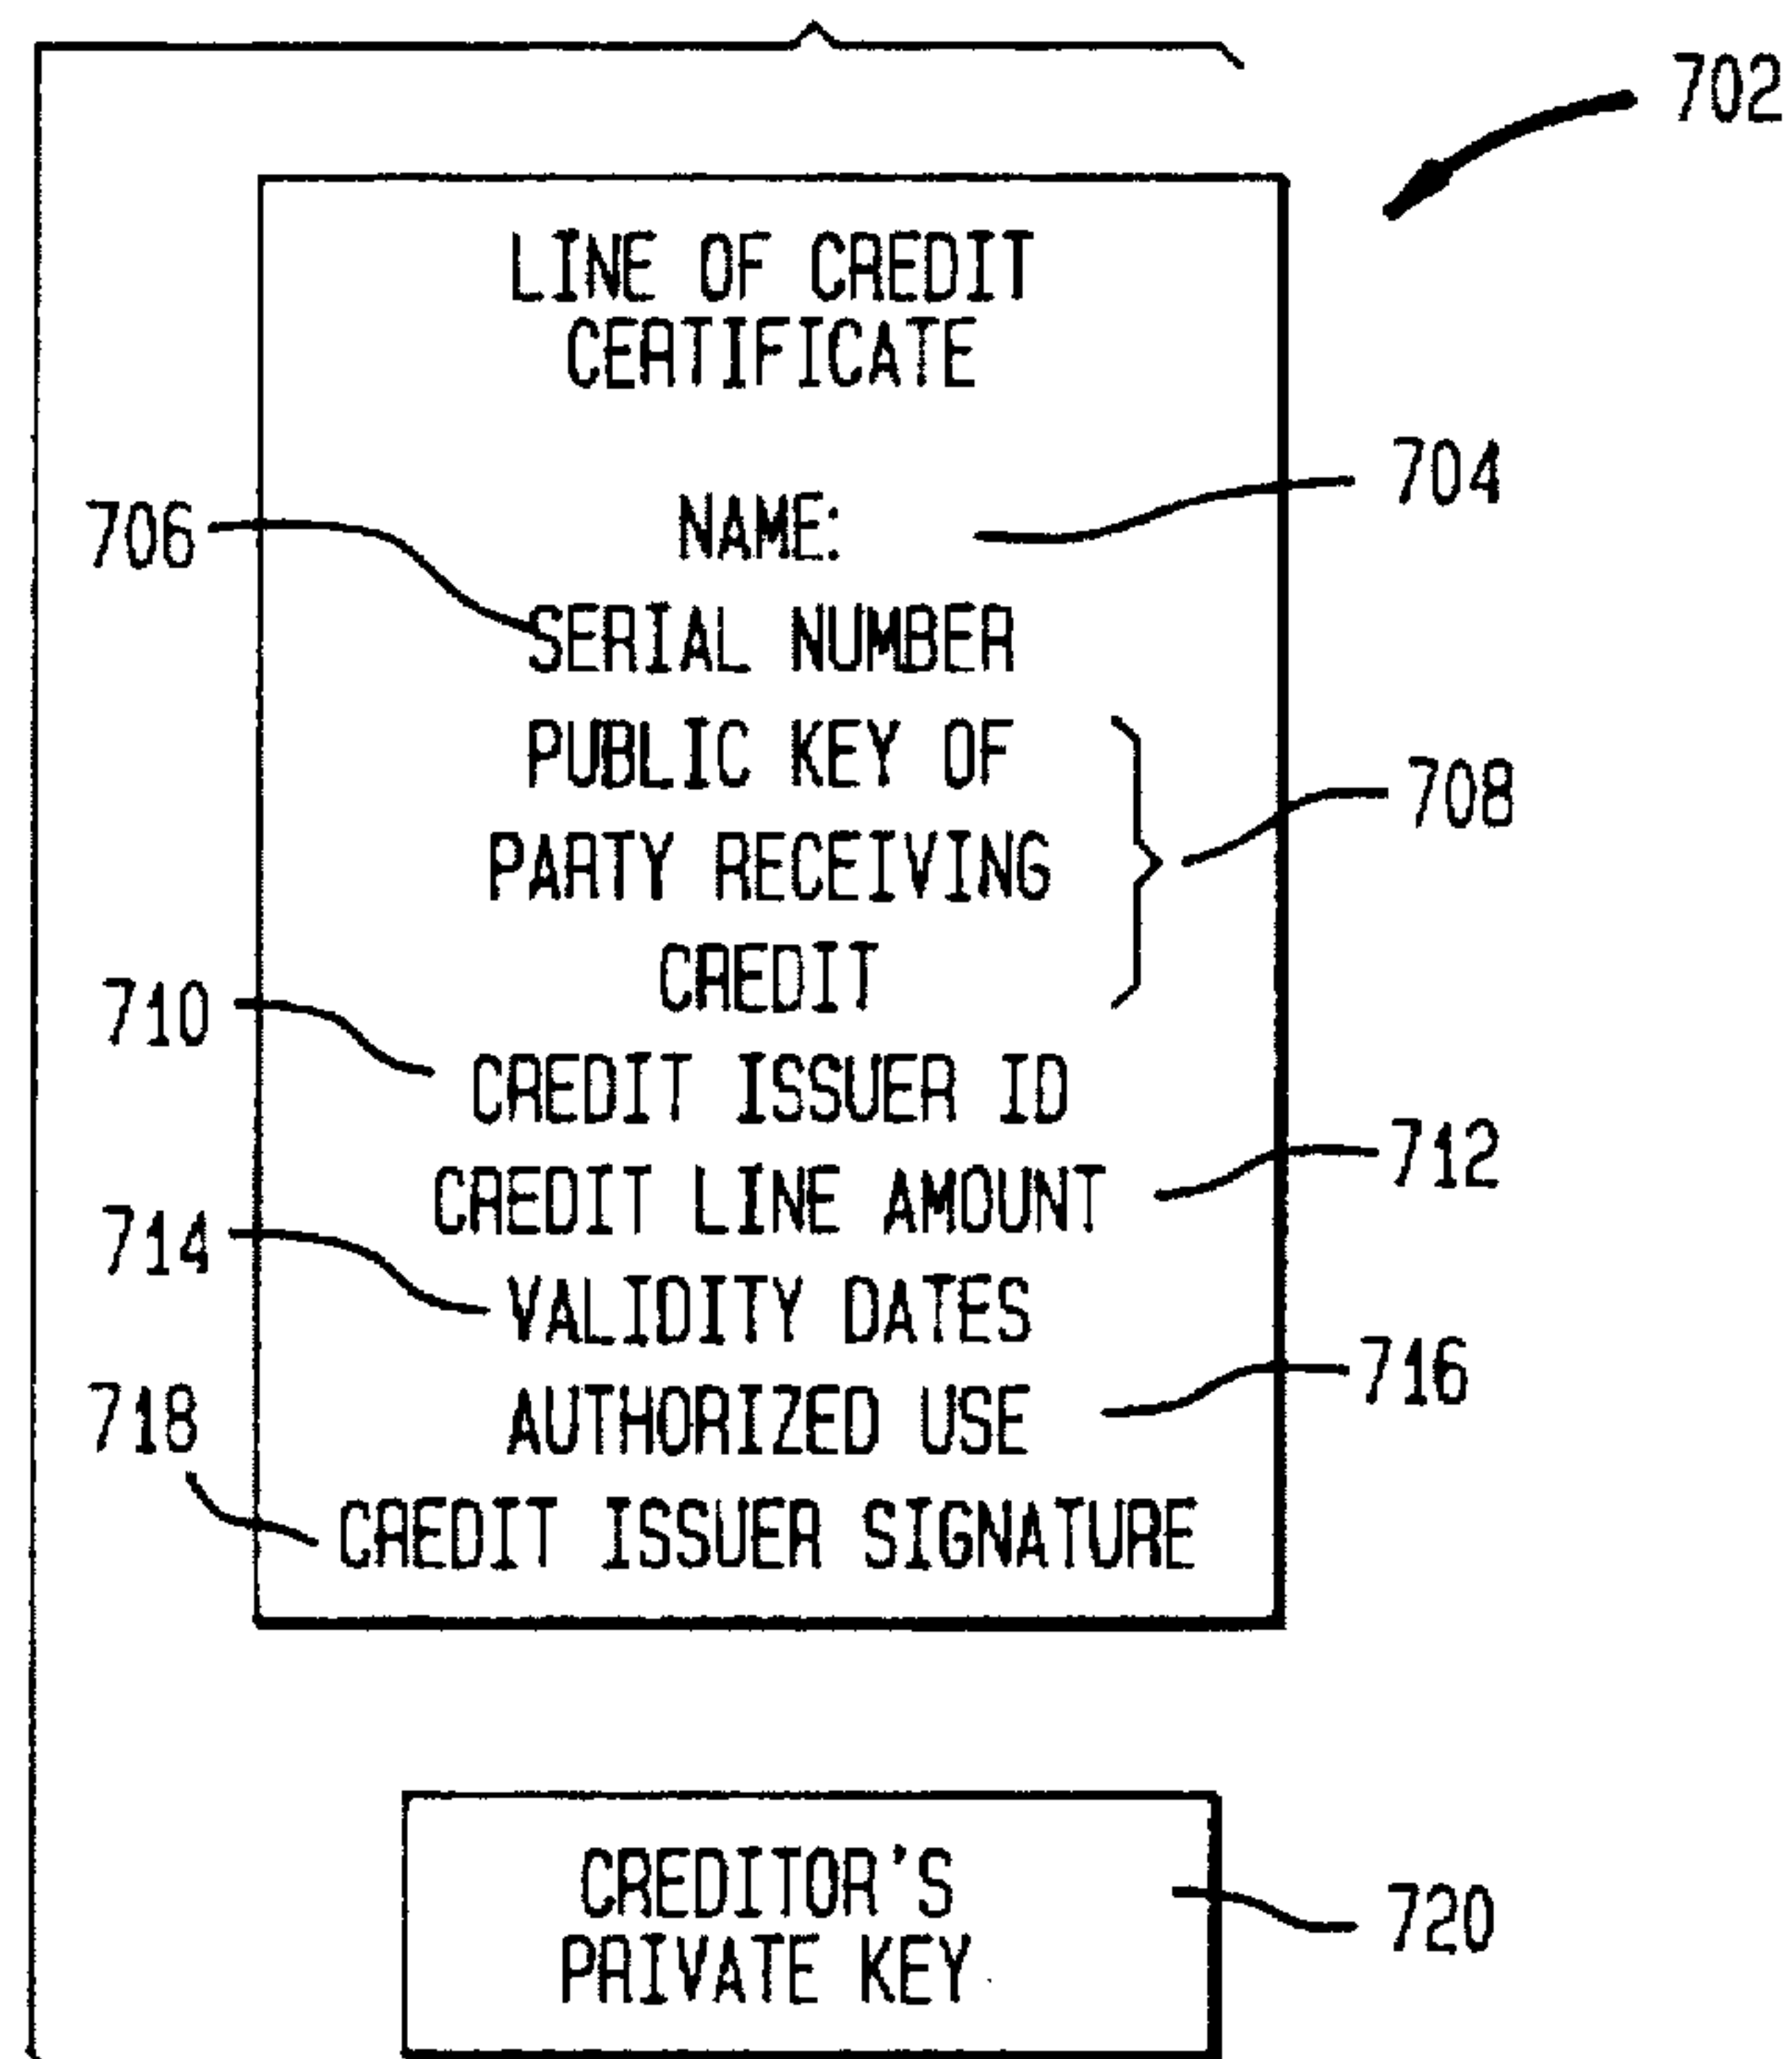 702
LINE OF CREDIT
CERTIFICATE
704
706
NAME:
SERIAL NUMBER
PUBLIC KEY OF
708
PARTY RECEIVING
CREDIT
710
CREDIT ISSUER ID
712
CREDIT LINE AMOUNT
714
VALIDITY DATES
716
718
AUTHORIZED USE
CREDIT ISSUER SIGNATURE
CREDITOR'S
720
PRIVATE KEY